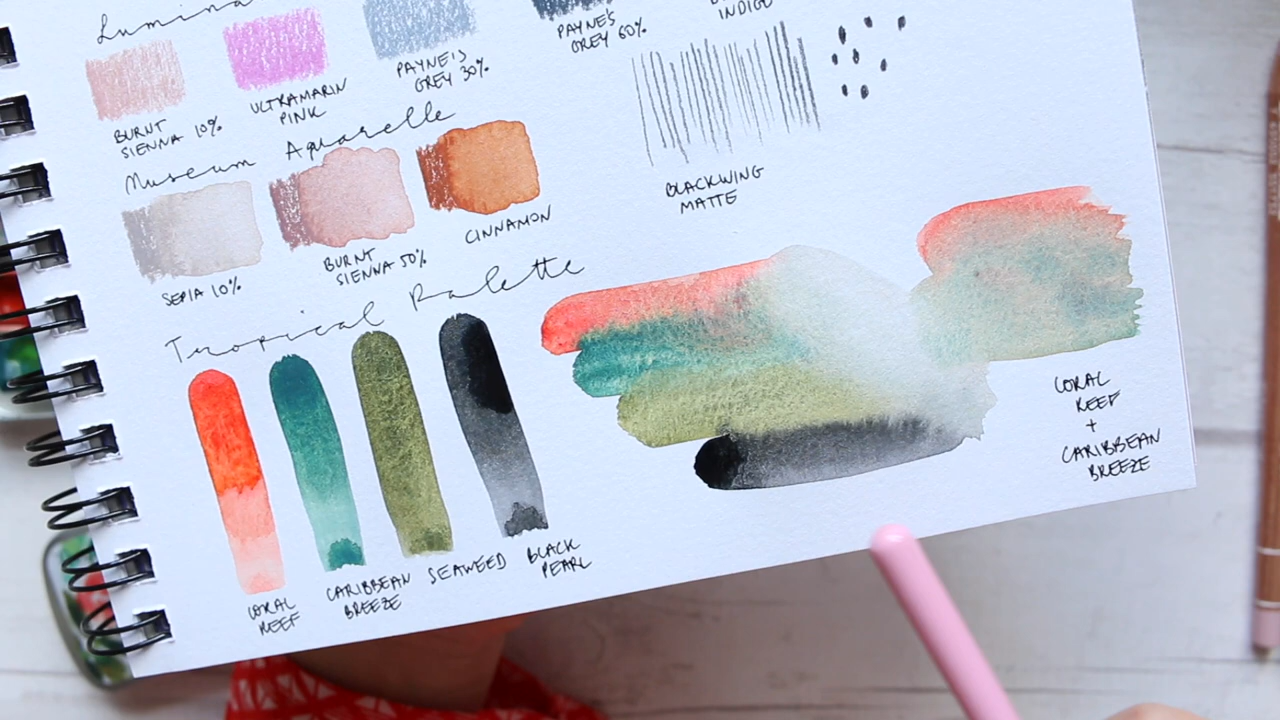 Lumina
BURNT
SIENNA 10%
ULTRAMARIN
PINK
PAYNE'S
GREY 30%
PAYNE'S
GREY 60%
INDIGO
Museum Aquarelle
SEPIA 10%
BURNT
SIENNA 50%
CINNAMON
BLACKWING
MATTE
Tropical Palette
CORAL
REEF
CARIBBEAN
BREEZE
SEAWEED
BLACK
PEARL
CORAL
REEF
+
CARIBBEAN
BREEZE